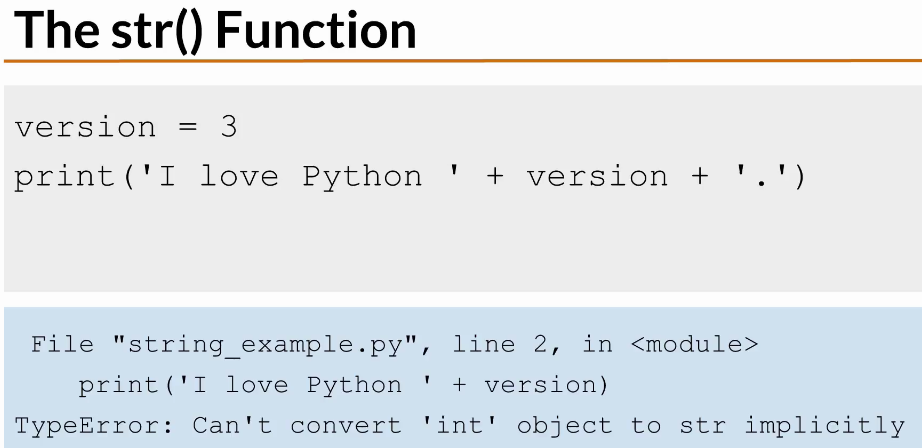 The str() Function
version = 3
print('I love Python ' + version + '.')
File "string_example.py", line 2, in <module>
print('I love Python ' + version)
TypeError: Can't convert 'int' object to str implicitly